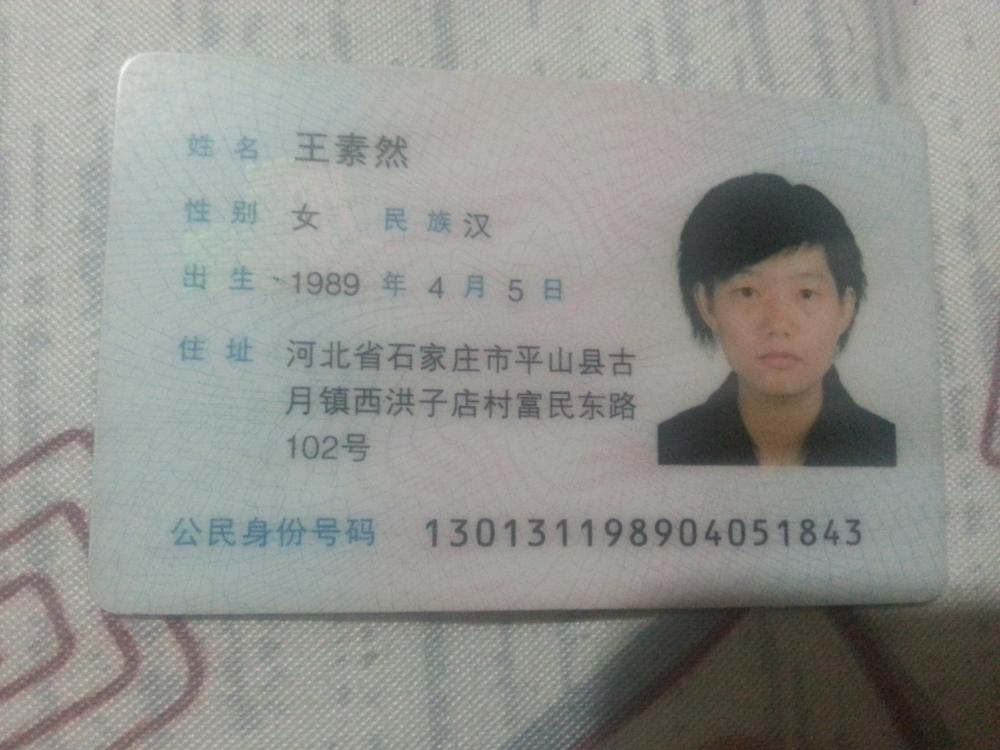 姓名 王素然
性别 女 民族 汉
出生 1989 年 4 月 5 日
住址 河北省石家庄市平山县古
月镇西洪子店村富民东路
102号
公民身份号码 130131198904051843